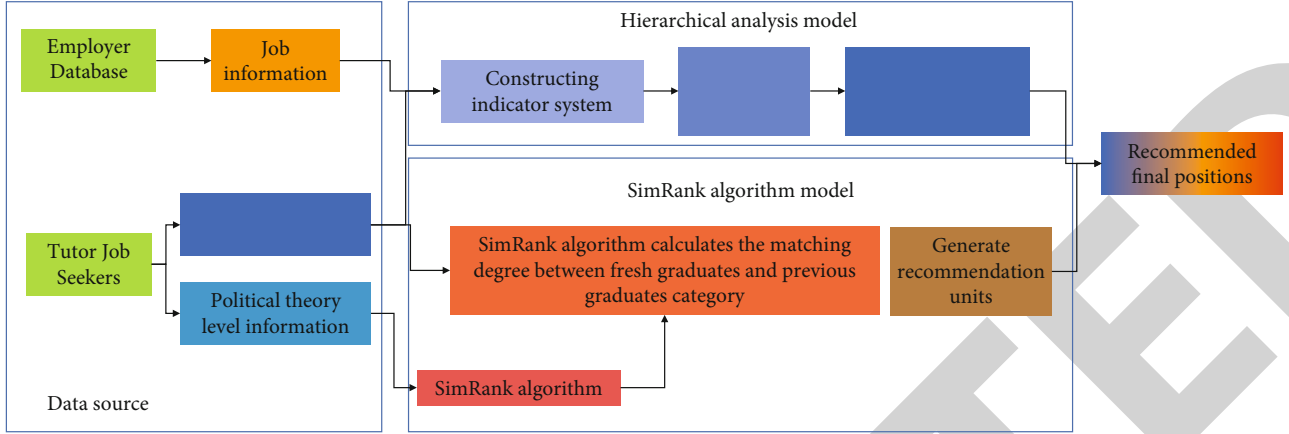 Hierarchical analysis model
Employer
Database
Job
information
Constructing
indicator system
Recommended
final positions
SimRank algorithm model
Tutor Job
Seekers
SimRank algorithm calculates the matching
degree between fresh graduates and previous
graduates category
Generate
recommendation
units
Political theory
level information
SimRank algorithm
Data source